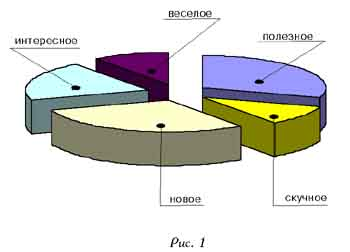 веселое
интересное
полезное
новое
скучное
Рис. 1